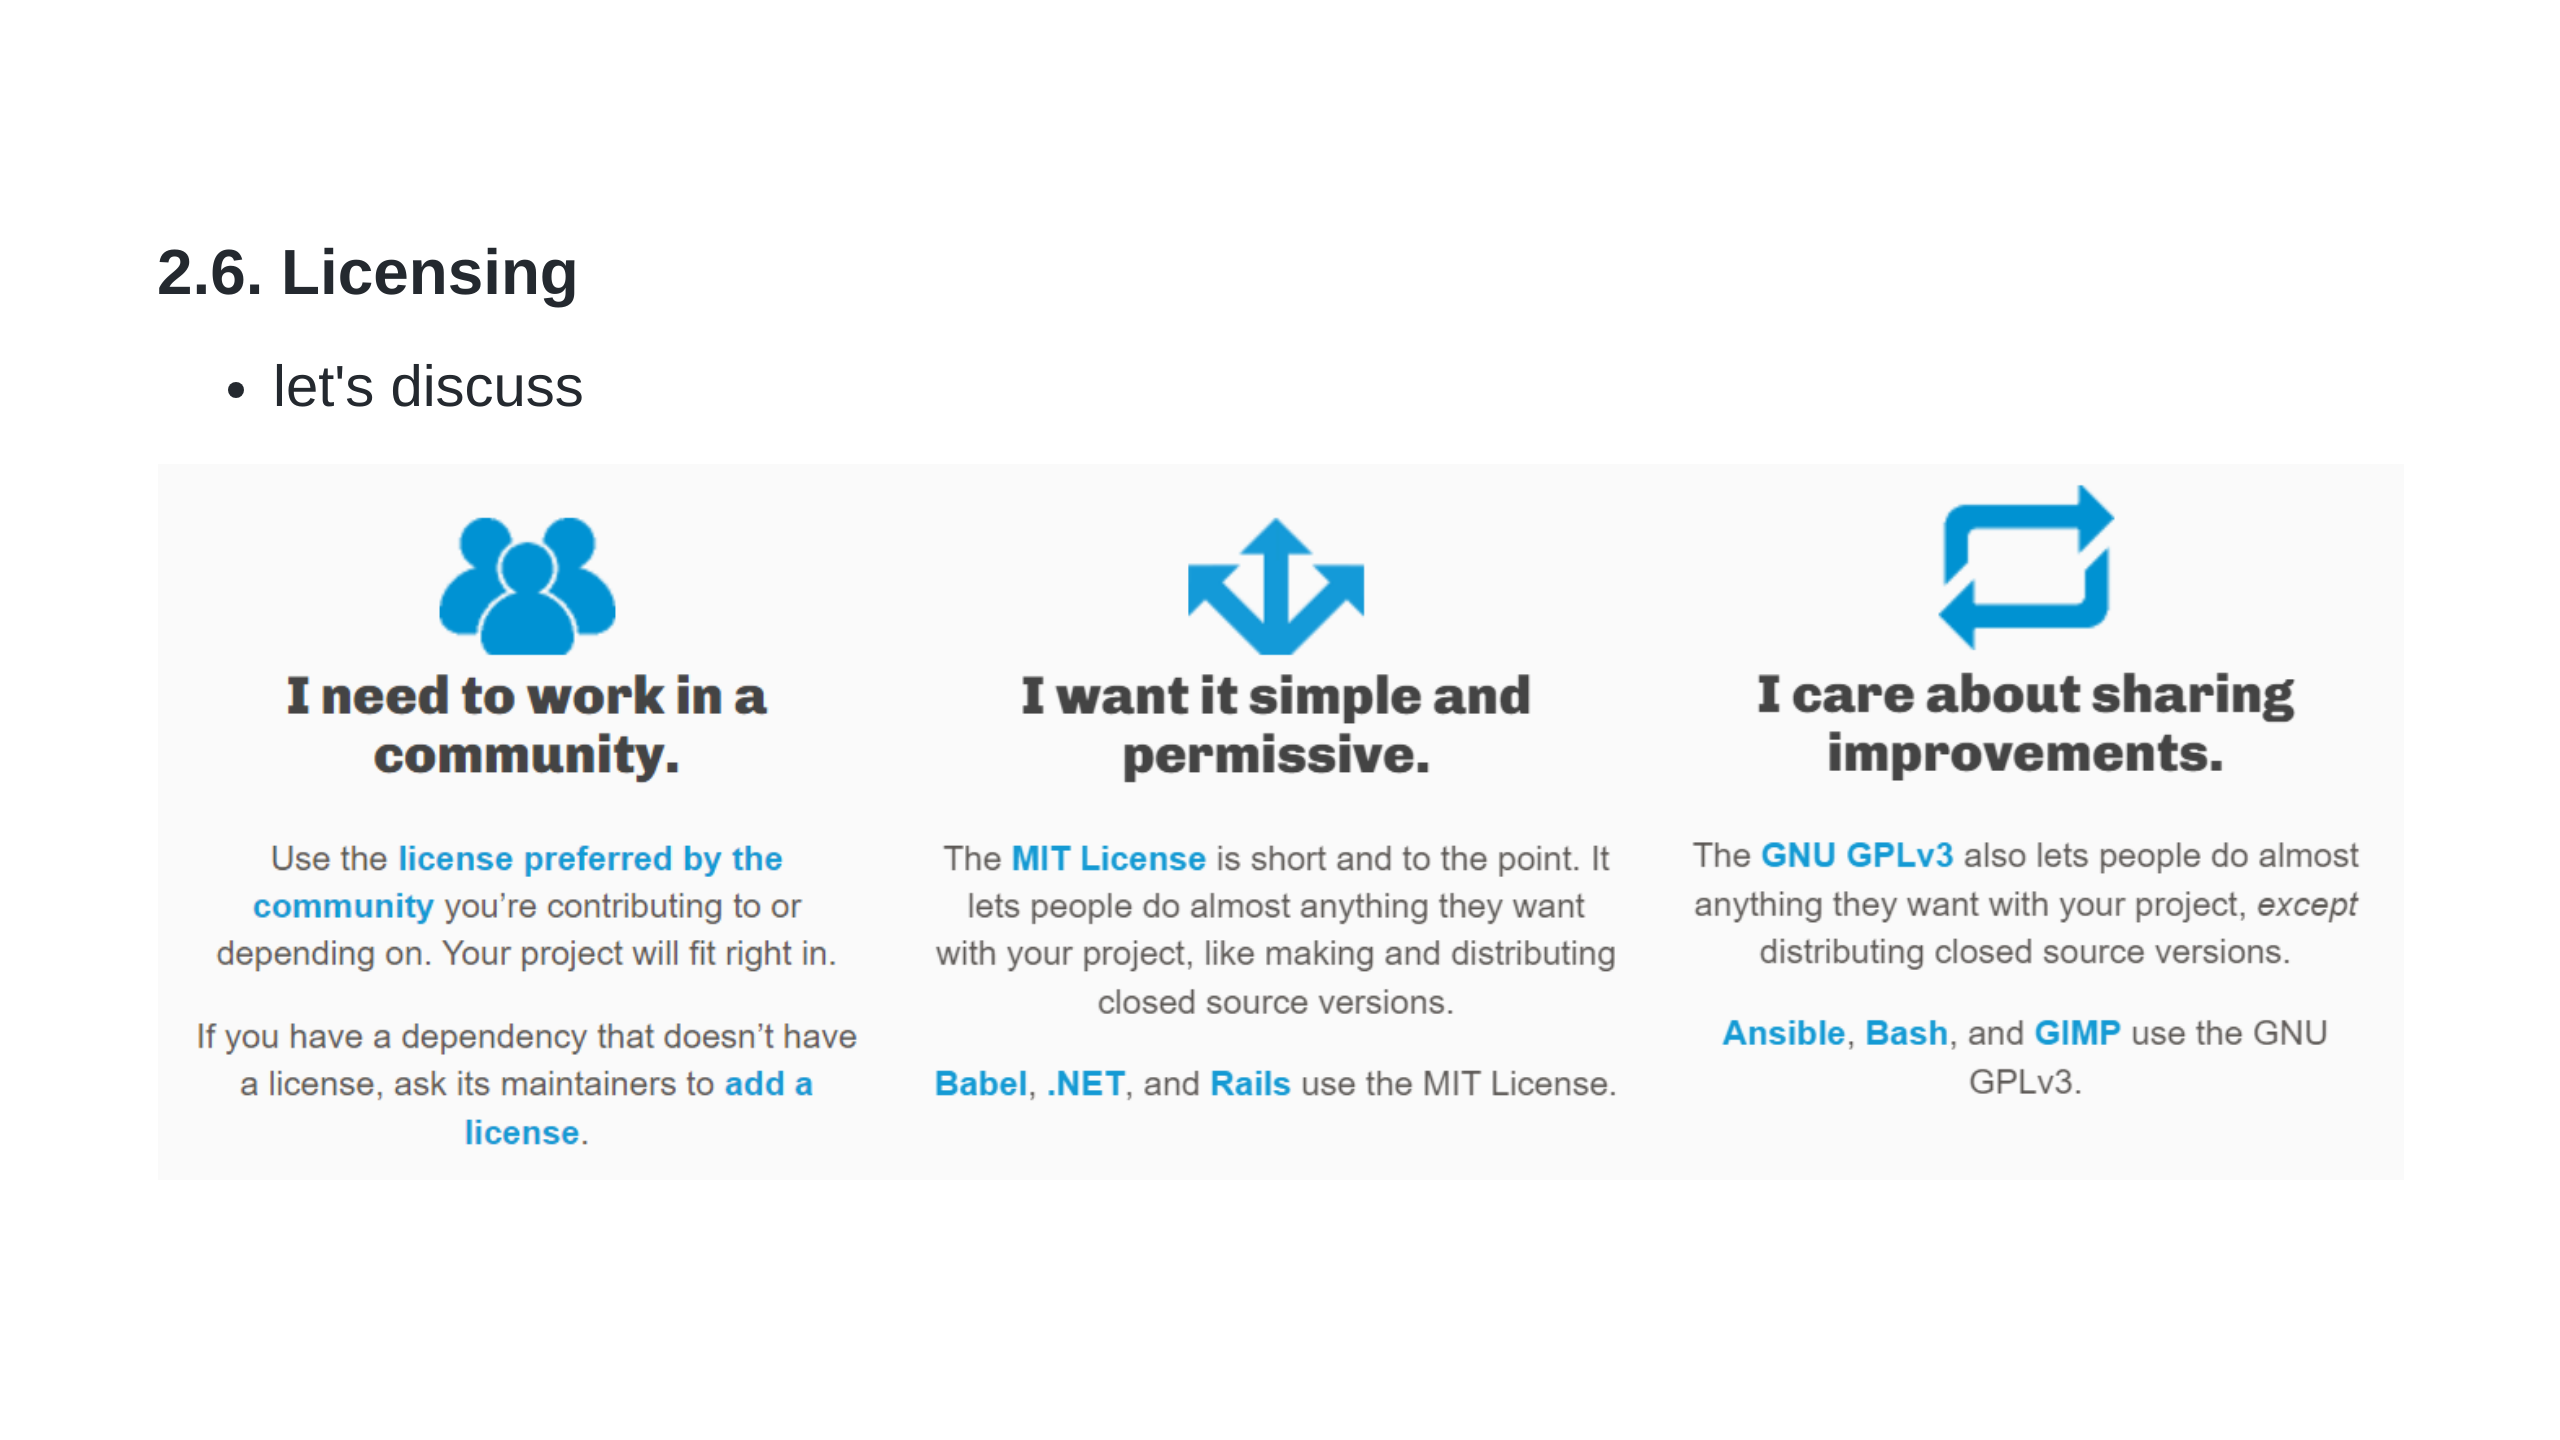 2.6. Licensing
• let's discuss
I need to work in a
community.
Use the license preferred by the
community you’re contributing to or
depending on. Your project will fit right in.
If you have a dependency that doesn’t have
a license, ask its maintainers to add a
license.
I want it simple and
permissive.
The MIT License is short and to the point. It
lets people do almost anything they want
with your project, like making and distributing
closed source versions.
Babel, .NET, and Rails use the MIT License.
I care about sharing
improvements.
The GNU GPLv3 also lets people do almost
anything they want with your project, except
distributing closed source versions.
Ansible, Bash, and GIMP use the GNU
GPLv3.